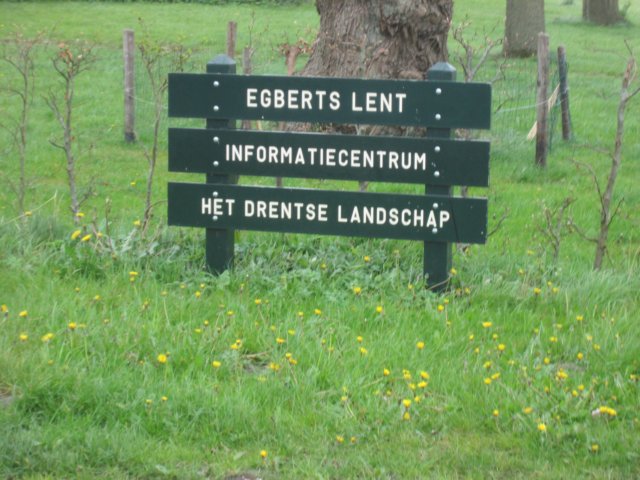 EGBERTS LENT
INFORMATIECENTRUM
HET DRENTSE LANDSCHAP